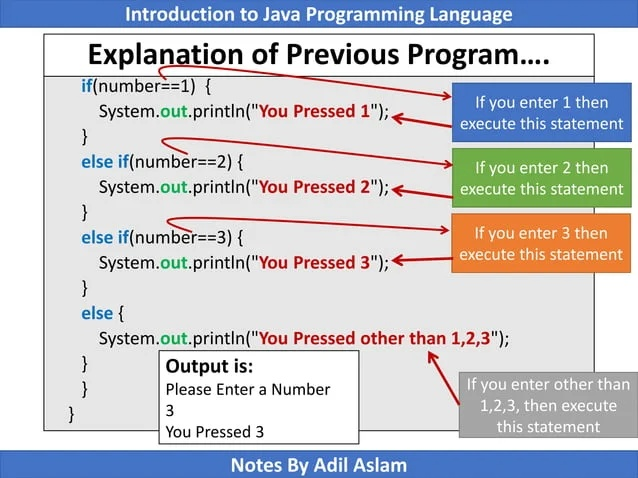 Introduction to Java Programming Language
Explanation of Previous Program….
if(number==1) {
System.out.println("You Pressed 1");
}
else if(number==2) {
System.out.println("You Pressed 2");
}
else if(number==3) {
System.out.println("You Pressed 3");
}
else {
System.out.println("You Pressed other than 1,2,3");
}
}
}
If you enter 1 then
execute this statement
If you enter 2 then
execute this statement
If you enter 3 then
execute this statement
If you enter other than
1,2,3, then execute
this statement
Output is:
Please Enter a Number
3
You Pressed 3
Notes By Adil Aslam